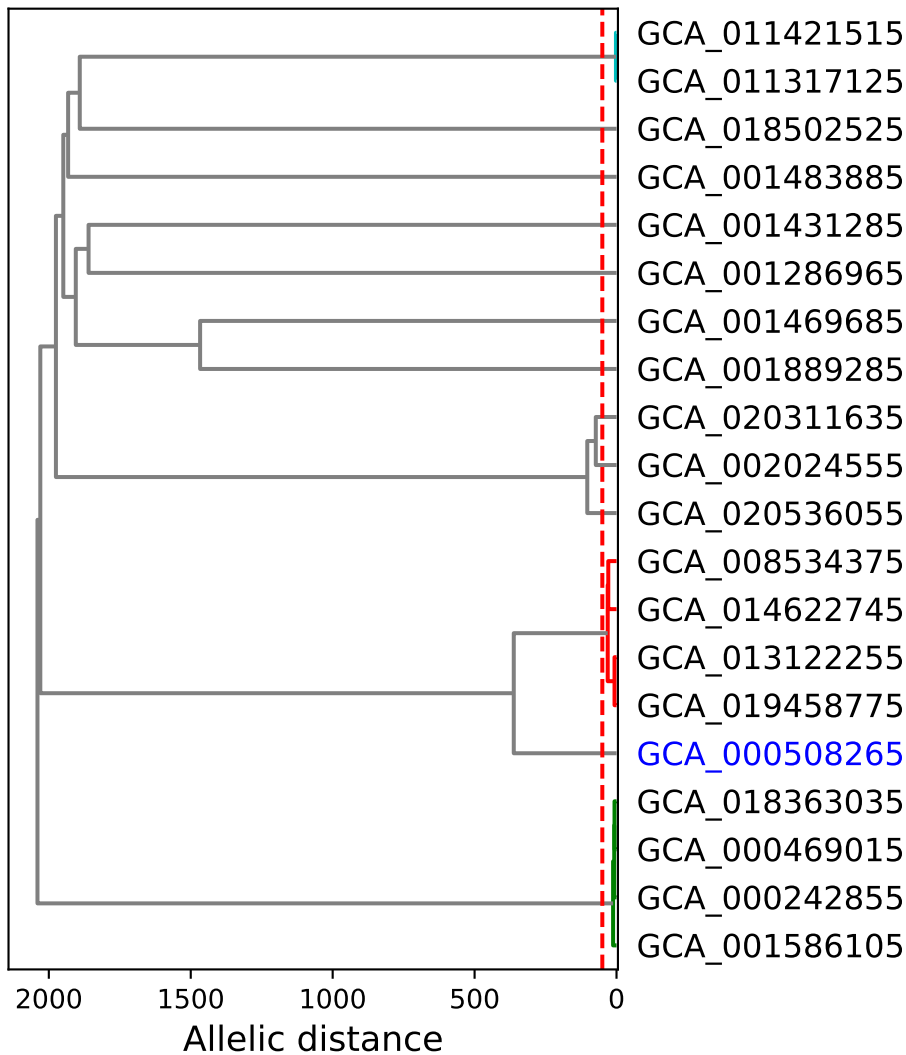 GCA_011421515
GCA_011317125
GCA_018502525
GCA_001483885
GCA_001431285
GCA_001286965
GCA_001469685
GCA_001889285
GCA_020311635
GCA_002024555
GCA_020536055
GCA_008534375
GCA_014622745
GCA_013122255
GCA_019458775
GCA_000508265
GCA_018363035
GCA_000469015
GCA_000242855
GCA_001586105
2000 1500 1000 500 0
Allelic distance